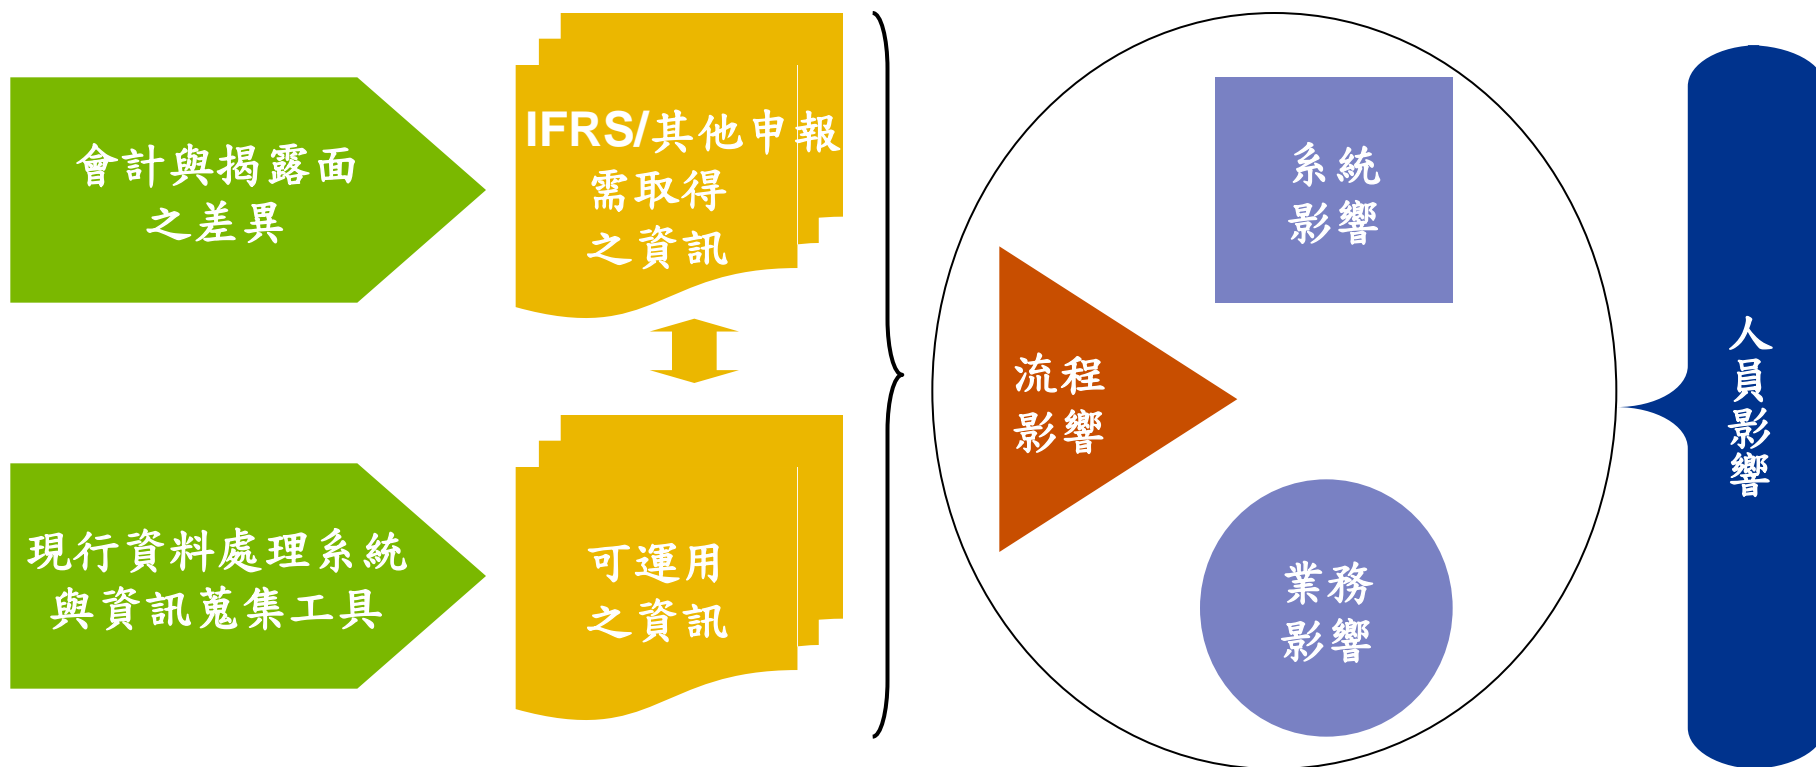 會計與揭露面
之差異
IFRS/其他申報
需取得
之資訊
現行資料處理系統
與資訊蒐集工具
可運用
之資訊
系統
影響
流程
影響
業務
影響
人員影響